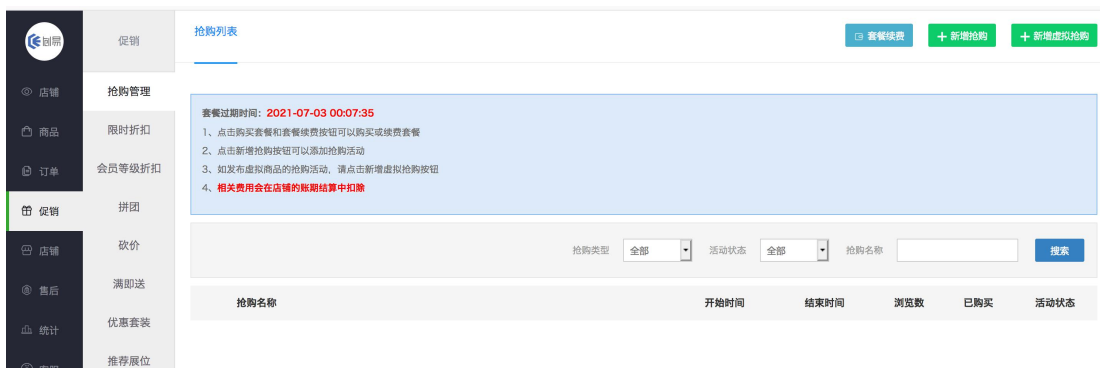 创景
店铺
商品
订单
促销
店铺
售后
统计
促销
抢购管理
限时折扣
会员等级折扣
拼团
砍价
满即送
优惠套装
推荐展位
抢购列表
套餐续费
+ 新增抢购
+ 新增虚拟抢购
套餐过期时间：2021-07-03 00:07:35
1、点击购买套餐和套餐续费按钮可以购买或续费套餐
2、点击新增抢购按钮可以添加抢购活动
3、如发布虚拟商品的抢购活动，请点击新增虚拟抢购按钮
4、相关费用会在店铺的账期结算中扣除
抢购类型 全部 活动状态 全部 抢购名称 搜索
抢购名称 开始时间 结束时间 浏览数 已购买 活动状态